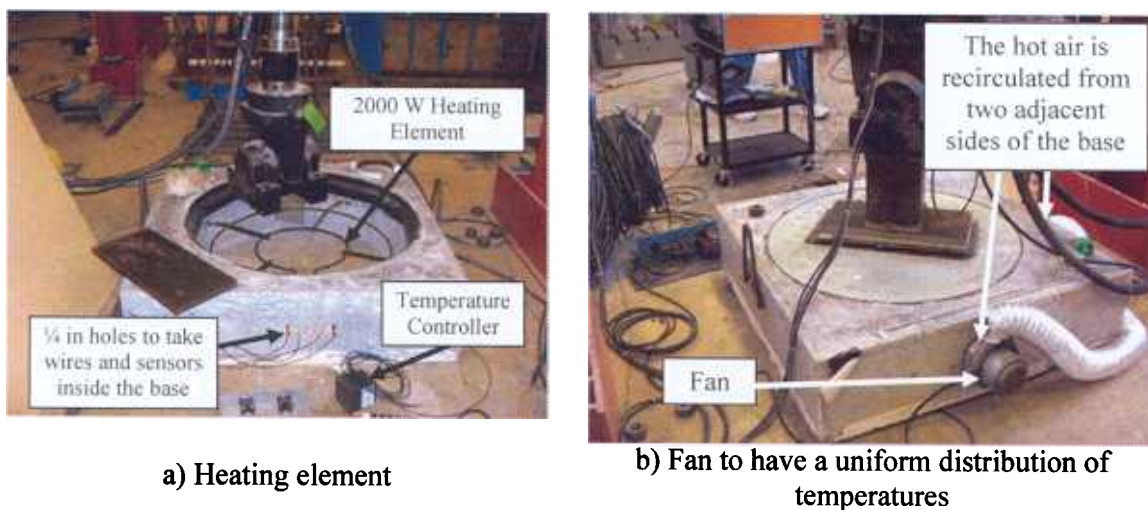 2000 W Heating
Element
Temperature
Controller
¼ in holes to take
wires and sensors
inside the base
The hot air is
recirculated from
two adjacent
sides of the base
Fan
a) Heating element
b) Fan to have a uniform distribution of
temperatures